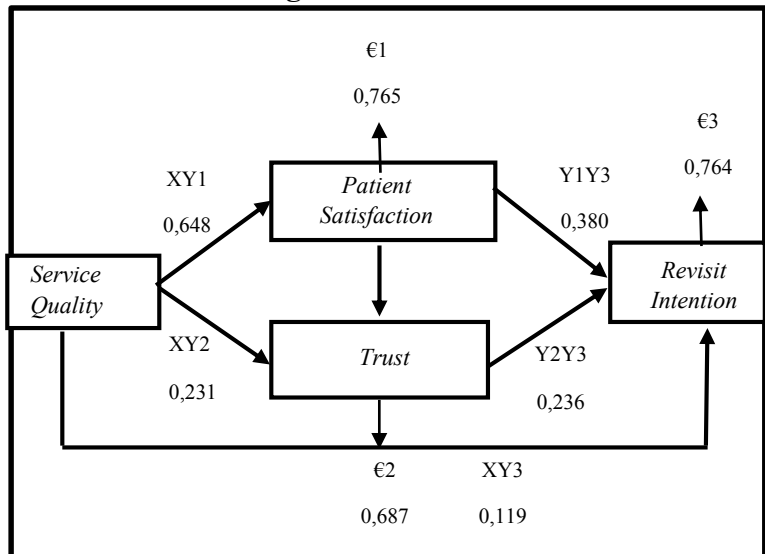 €1
0,765
€3
0,764
XY1
0,648
Patient
Satisfaction
Y1Y3
0,380
Service
Quality
Revisit
Intention
XY2
0,231
Trust
Y2Y3
0,236
€2
0,687
XY3
0,119